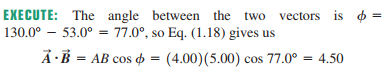 EXECUTE: The angle between the two vectors is ϕ =
130.0° − 53.0° = 77.0°, so Eq. (1.18) gives us
A⃗ · B⃗ = AB cos ϕ = (4.00)(5.00) cos 77.0° = 4.50